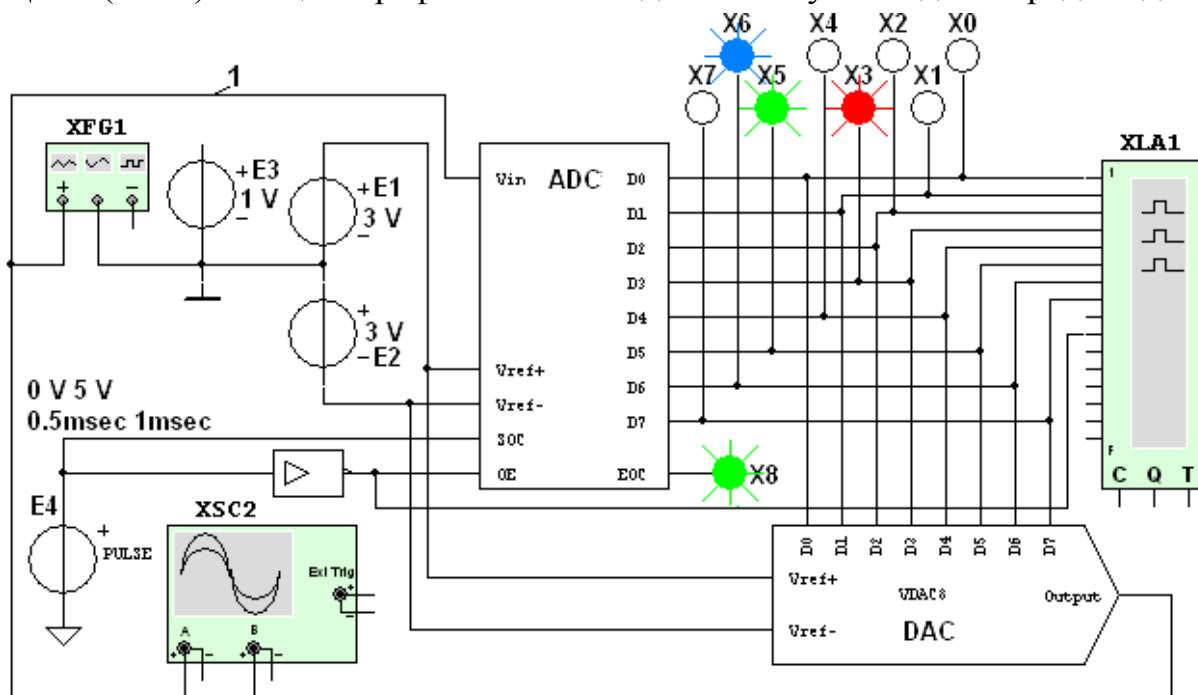 X6 X4 X2 X0
X7 X5 X3 X1
1
XFG1
+ −
+ E3
1 V
−
+ E1
3 V
−
+
3 V
− E2
Vin ADC D0
D1
D2
D3
D4
D5
D6
D7
Vref+
Vref-
SOC
OE EOC
X8
XLA1
1
F
C Q T
0 V 5 V
0.5msec 1msec
E4
+
PULSE
XSC2
Ext Trig
+
−
A B
+ − + −
D0 D1 D2 D3 D4 D5 D6 D7
Vref+
VDAC8 Output
Vref- DAC